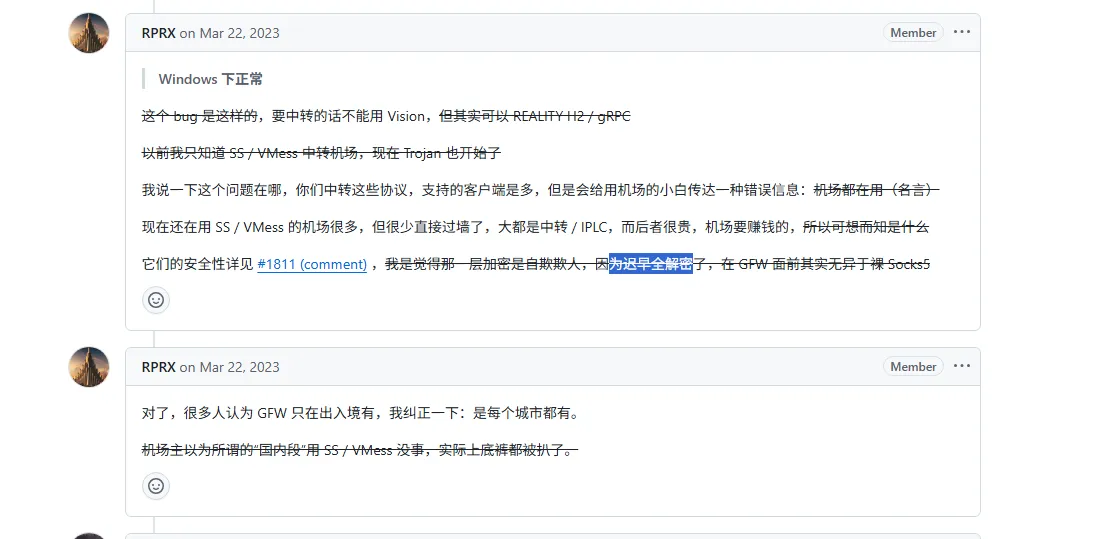 RPRX on Mar 22, 2023
Member
Windows 下正常
这个 bug 是这样的，要中转的话不能用 Vision，但其实可以 REALITY H2 / gRPC
以前我只知道 SS / VMess 中转机场，现在 Trojan 也开始了
我说一下这个问题在哪，你们中转这些协议，支持的客户端是多，但是会给用机场的小白传达一种错误信息：机场都在用（名言）
现在还在用 SS / VMess 的机场很多，但很少直接过墙了，大都是中转 / IPLC，而后者很贵，机场要赚钱的，所以可想而知是什么
它们的安全性详见 #1811 (comment) ，我是觉得那一层加密是自欺欺人，因为迟早全解密了，在 GFW 面前其实无异于裸 Socks5
RPRX on Mar 22, 2023
Member
对了，很多人认为 GFW 只在出入境有，我纠正一下：是每个城市都有。
机场主以为所谓的“国内段”用 SS / VMess 没事，实际上底裤都被扒了。